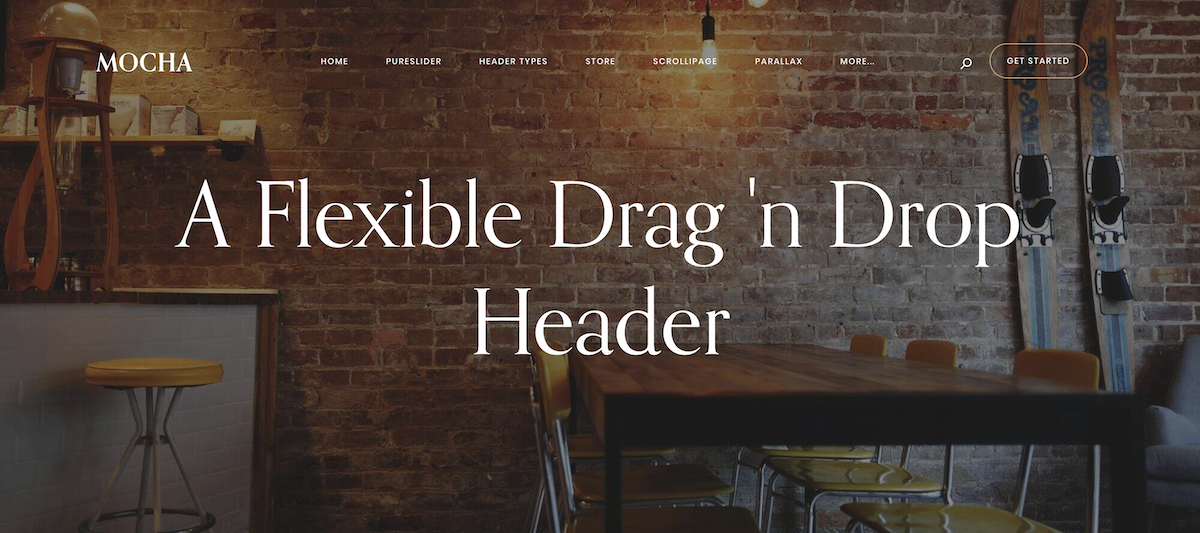 MOCHA
HOME PURESLIDER HEADER TYPES STORE SCROLLIPAGE PARALLAX MORE... GET STARTED
A Flexible Drag 'n Drop
Header